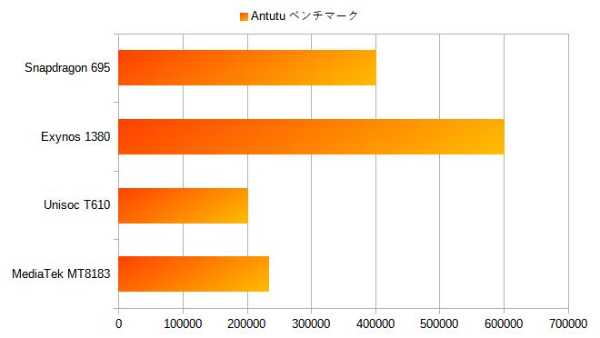 Antutu ベンチマーク
Snapdragon 695
Exynos 1380
Unisoc T610
MediaTek MT8183
0 100000 200000 300000 400000 500000 600000 700000